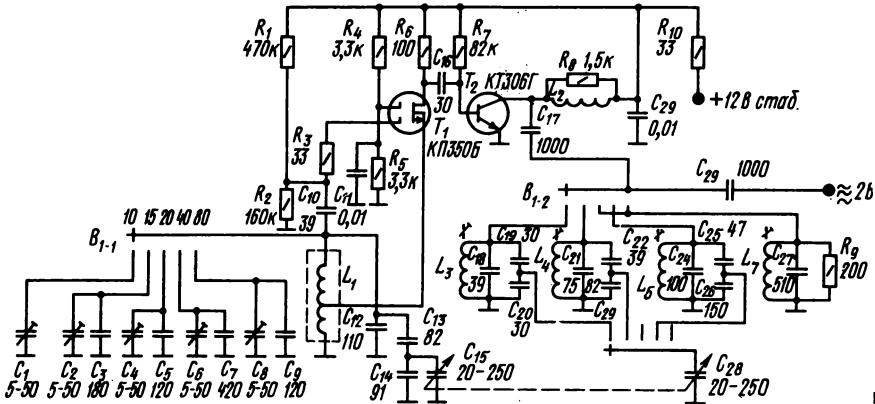 R1 470к
R4 3,3к
R6 100
R7 82к
R10 33
R8 1,5к
C16 30
T2 КТ306Г
L2
+12В стаб.
C29 0,01
C17 1000
T1 КП350Б
R3 33
R5 3,3к
R2 160к
C10 39
C11 0,01
C29 1000
≈ 2В
В1-2
10 15 20 40 80
В1-1
C19 30
C22 39
C25 47
L3
C18 39
L4
C21 75
82
C29
L5
C24 100
C26 150
L7
C27 510
R9 200
C20 30
L1
C12 110
C13 82
C14 91
C15 20-250
C28 20-250
C1 5-50
C2 5-50
C3 180
C4 5-50
C5 120
C6 5-50
C7 420
C8 5-50
C9 120